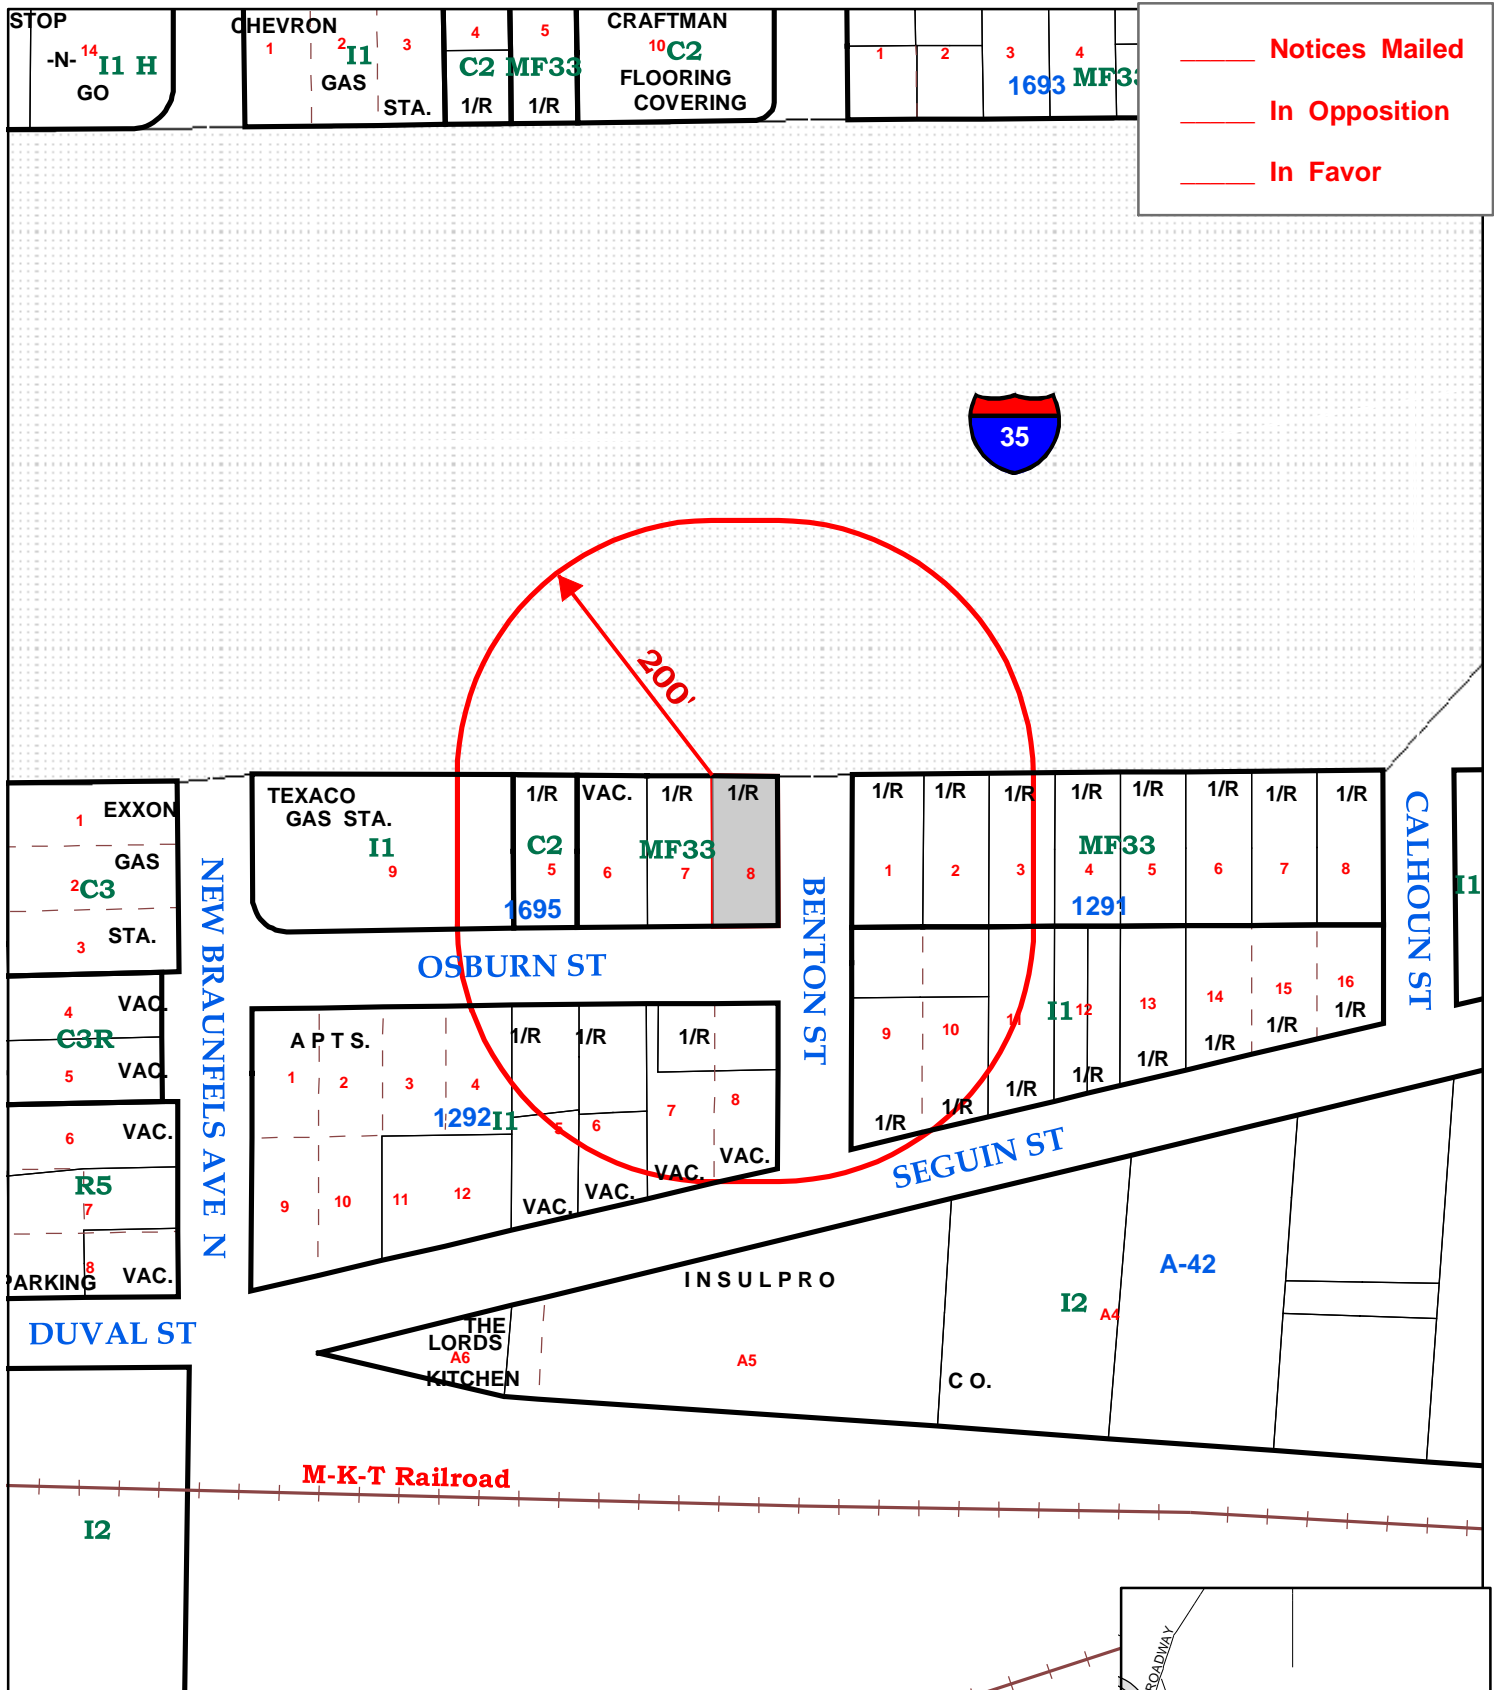 STOP
-N-
GO
14
I1 H
CHEVRON
1
2
I1
3
GAS
STA.
4
C2
1/R
5
MF33
1/R
CRAFTMAN
10
C2
FLOORING
COVERING
1
2
3
4
1693
_____ Notices Mailed
_____ In Opposition
_____ In Favor
35
200'
1
EXXON
GAS
2
C3
3
STA.
4
VAC.
C3R
5
VAC.
6
VAC.
R5
7
8
VAC.
NEW BRAUNFELS AVE N
DUVAL ST
TEXACO
GAS STA.
I1
9
1/R
C2
5
1695
VAC.
6
1/R
MF33
7
1/R
8
OSBURN ST
BENTON ST
1/R
1/R
1/R
1/R
1/R
1/R
1/R
1/R
MF33
1
2
3
4
5
6
7
8
1291
CALHOUN ST
I1
9
10
11
I1
12
13
14
15
16
1/R
1/R
1/R
1/R
1/R
1/R
1/R
1/R
APTS.
1/R
1/R
1/R
1
2
3
4
1292
I1
5
6
7
8
9
10
11
12
VAC.
VAC.
VAC.
VAC.
SEGUIN ST
INSULPRO
CO.
THE
LORDS
A6
KITCHEN
A5
I2
A4
A-42
M-K-T Railroad
I2